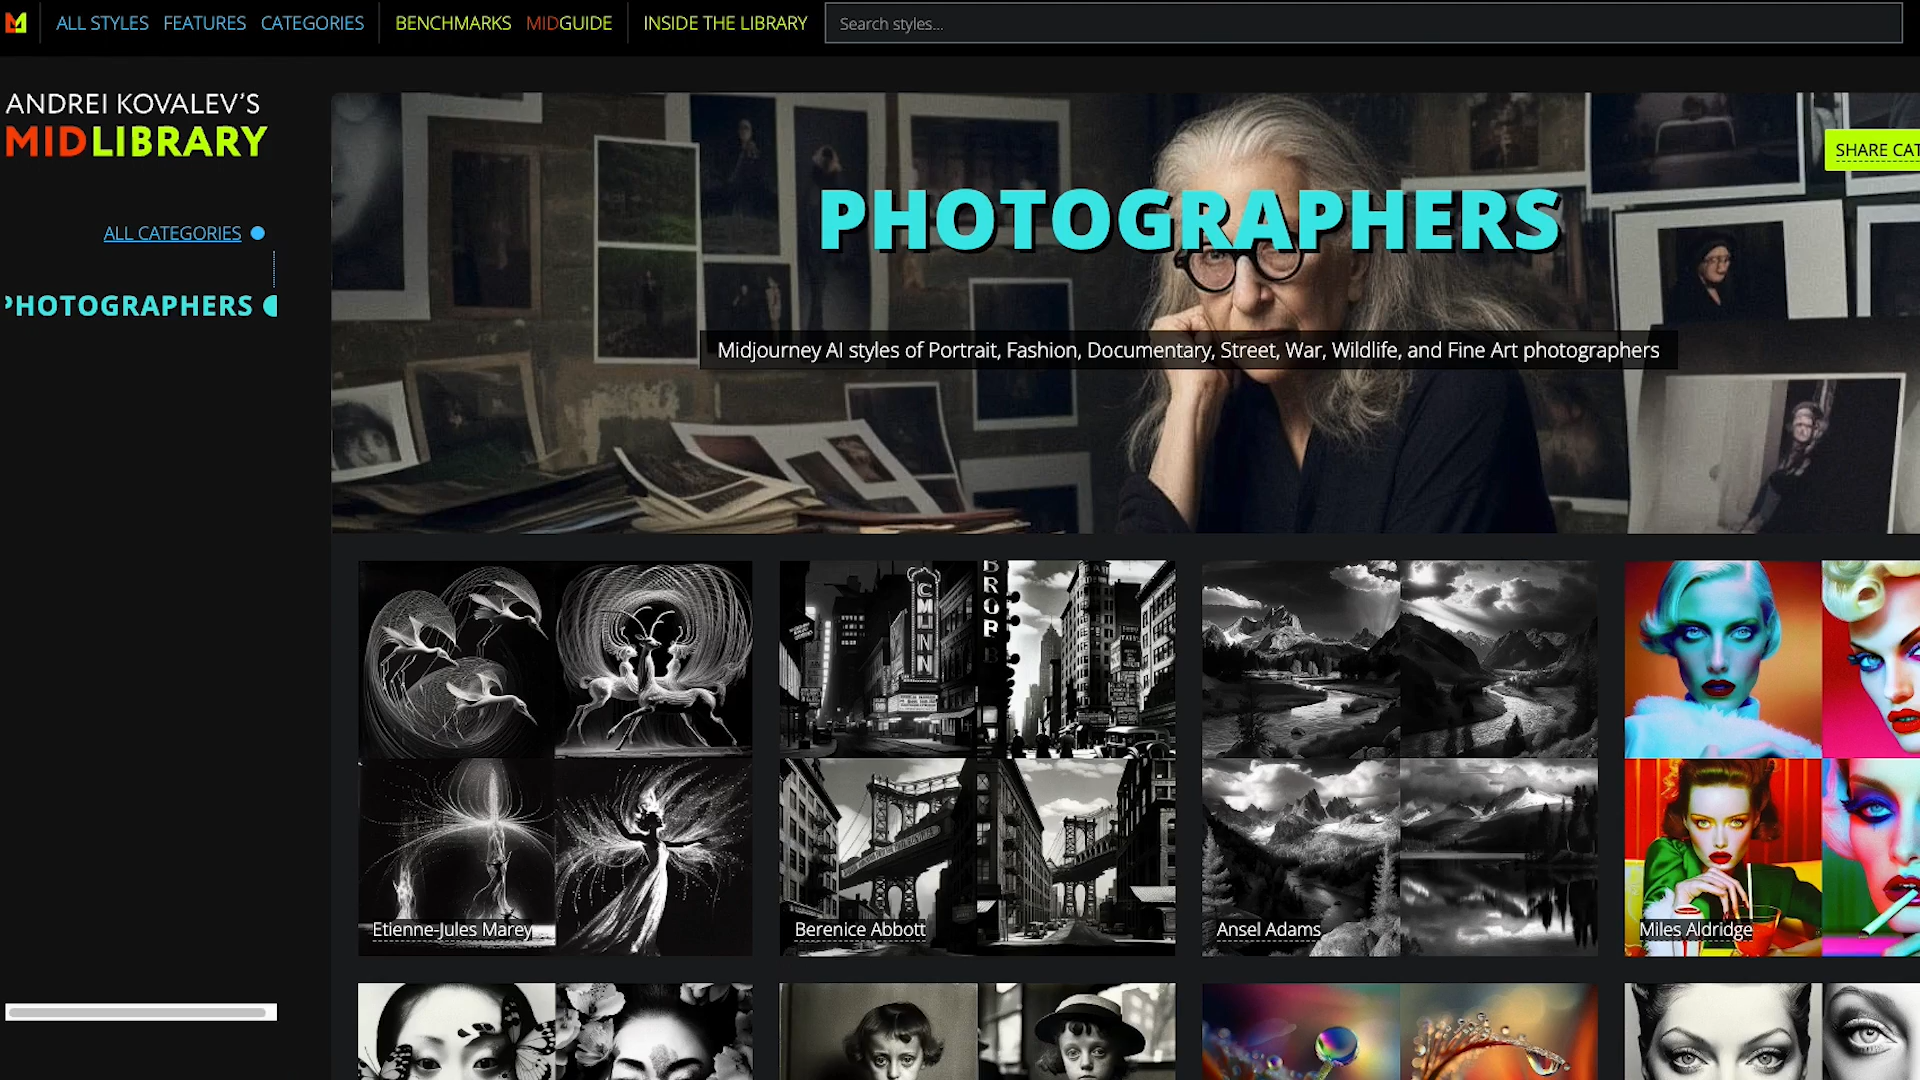 ALL STYLES FEATURES CATEGORIES BENCHMARKS MIDGUIDE INSIDE THE LIBRARY Search styles...
ANDREI KOVALEV'S
MIDLIBRARY
SHARE CAT
ALL CATEGORIES
PHOTOGRAPHERS
PHOTOGRAPHERS
Midjourney AI styles of Portrait, Fashion, Documentary, Street, War, Wildlife, and Fine Art photographers
Etienne-Jules Marey
Berenice Abbott
Ansel Adams
Miles Aldridge